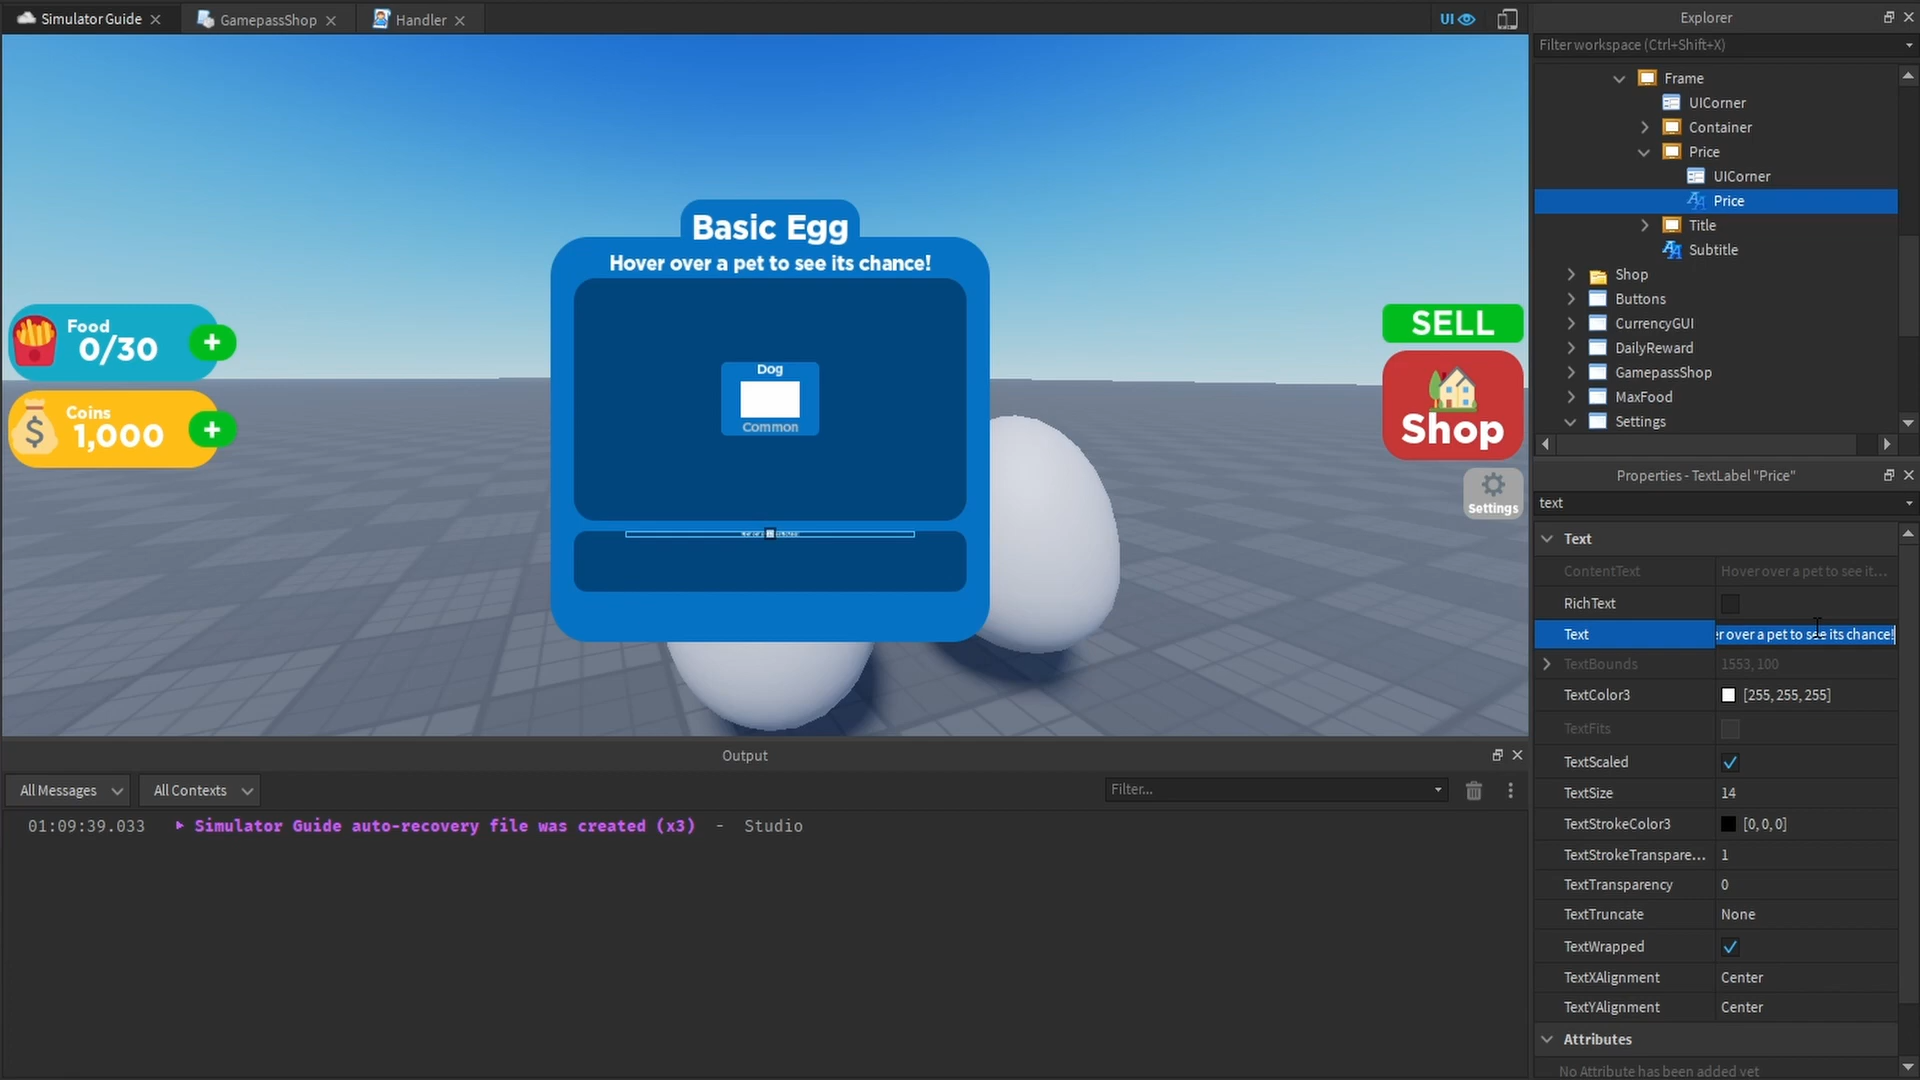 Simulator Guide
GamepassShop
Handler
UI
Basic Egg
Hover over a pet to see its chance!
Dog
Common
Food
0/30
+
Coins
1,000
+
SELL
Shop
Settings
Output
All Messages
All Contexts
Filter...
01:09:39.033 Simulator Guide auto-recovery file was created (x3) - Studio
Explorer
Filter workspace (Ctrl+Shift+X)
Frame
UICorner
Container
Price
UICorner
Price
Title
Subtitle
Shop
Buttons
CurrencyGUI
DailyReward
GamepassShop
MaxFood
Settings
Properties - TextLabel "Price"
text
Text
ContentText Hover over a pet to see it...
RichText
Text er over a pet to see its chance!
TextBounds 1553, 100
TextColor3 [255, 255, 255]
TextFits
TextScaled
TextSize 14
TextStrokeColor3 [0, 0, 0]
TextStrokeTranspare... 1
TextTransparency 0
TextTruncate None
TextWrapped
TextXAlignment Center
TextYAlignment Center
Attributes
No Attribute has been added yet